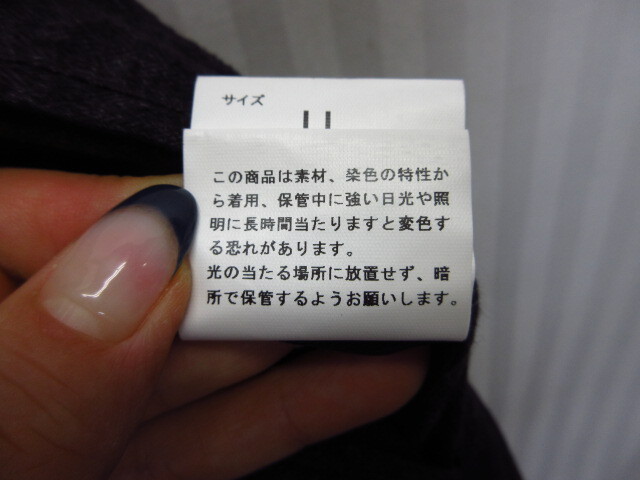 サイズ
この商品は素材、染色の特性か
ら着用、保管中に強い日光や照
明に長時間当たりますと変色す
る恐れがあります。
光の当たる場所に放置せず、暗
所で保管するようお願いします。